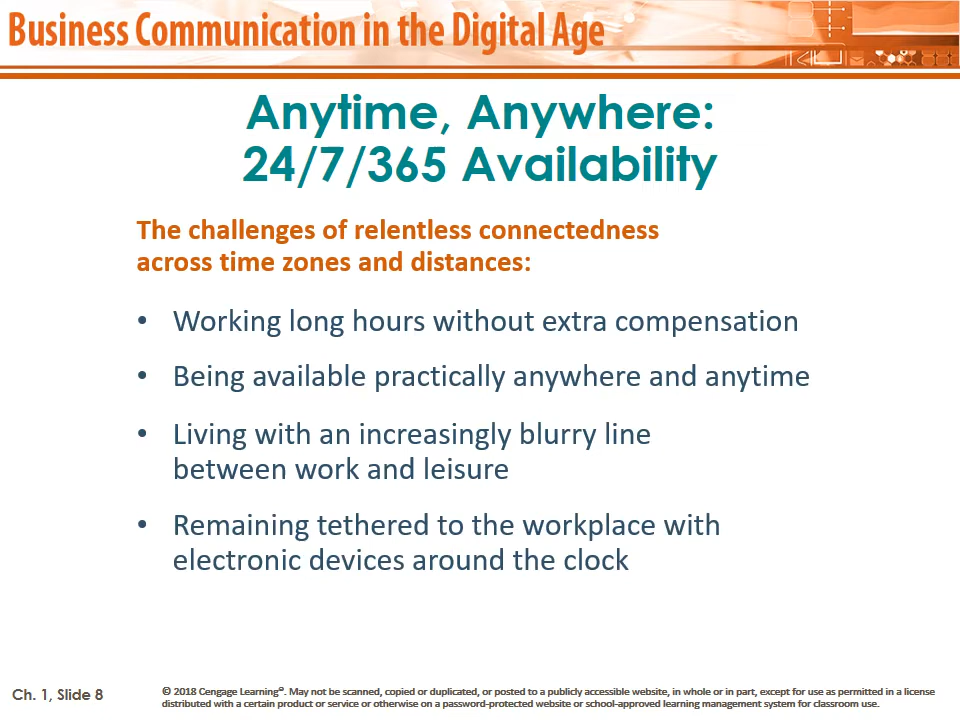 Business Communication in the Digital Age
Anytime, Anywhere:
24/7/365 Availability
The challenges of relentless connectedness
across time zones and distances:
• Working long hours without extra compensation
• Being available practically anywhere and anytime
• Living with an increasingly blurry line
between work and leisure
• Remaining tethered to the workplace with
electronic devices around the clock
Ch. 1, Slide 8
© 2018 Cengage Learning®. May not be scanned, copied or duplicated, or posted to a publicly accessible website, in whole or in part, except for use as permitted in a license
distributed with a certain product or service or otherwise on a password-protected website or school-approved learning management system for classroom use.